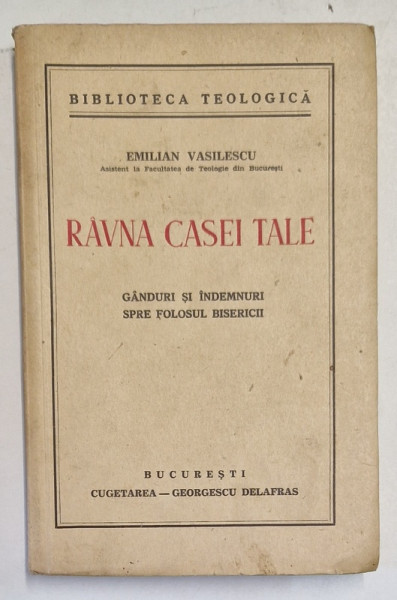 BIBLIOTECA TEOLOGICĂ
EMILIAN VASILESCU
Asistent la Facultatea de Teologie din București
RÂVNA CASEI TALE
GÂNDURI ȘI ÎNDEMNURI
SPRE FOLOSUL BISERICII
BUCUREȘTI
CUGETAREA — GEORGESCU DELAFRAS